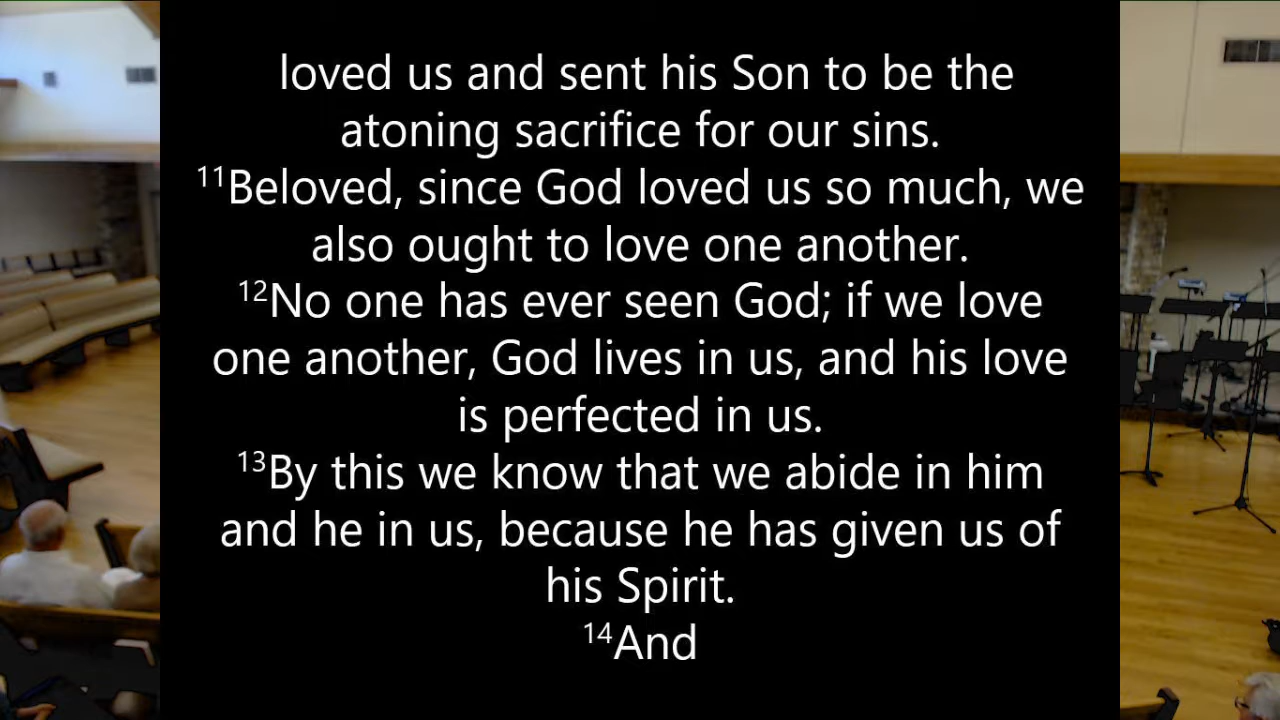 loved us and sent his Son to be the
atoning sacrifice for our sins.
¹¹Beloved, since God loved us so much, we
also ought to love one another.
¹²No one has ever seen God; if we love
one another, God lives in us, and his love
is perfected in us.
¹³By this we know that we abide in him
and he in us, because he has given us of
his Spirit.
¹⁴And